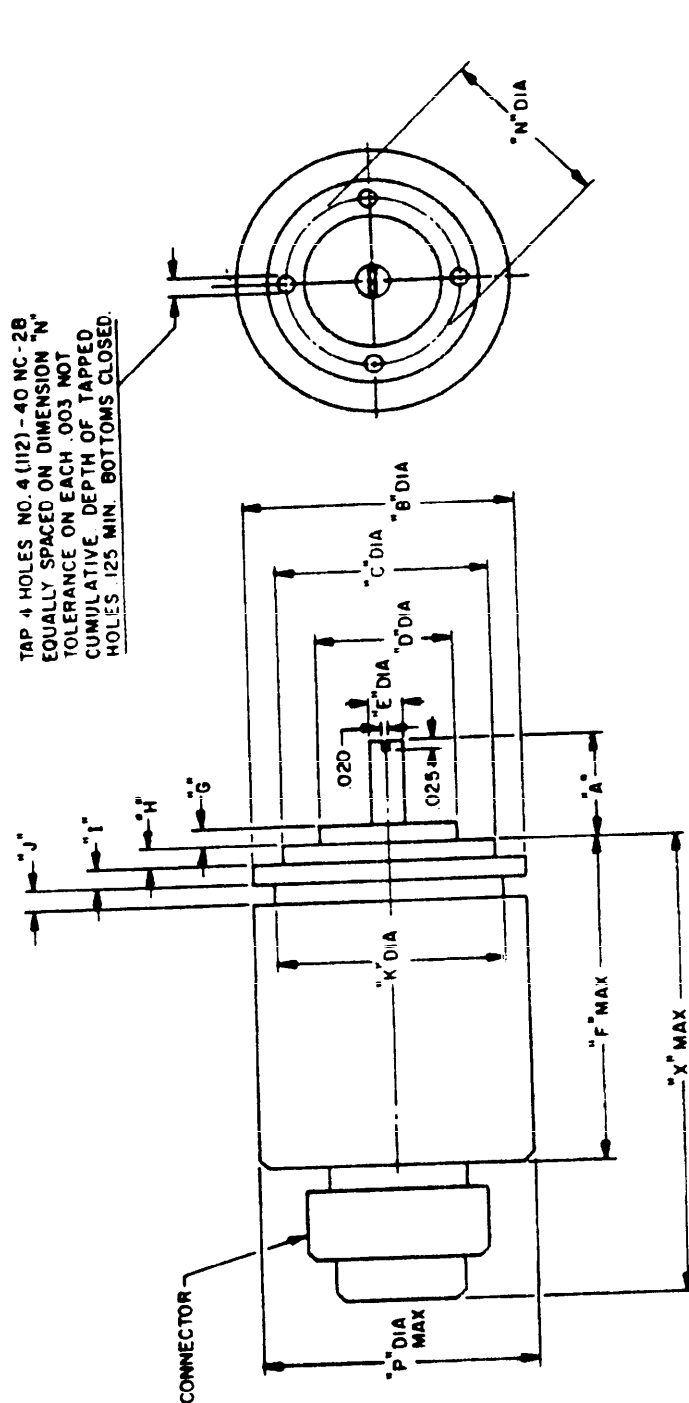 TAP 4 HOLES NO. 4 (112)-40 NC-2B
EQUALLY SPACED ON DIMENSION "N"
TOLERANCE ON EACH .003 NOT
CUMULATIVE. DEPTH OF TAPPED
HOLES .125 MIN. BOTTOMS CLOSED.
"N" DIA
"J"
"I"
"H"
"G"
"B" DIA
"C" DIA
"D" DIA
"E" DIA
.020
.025
"A"
"K" DIA
"F" MAX
"X" MAX
CONNECTOR
"P" DIA
MAX